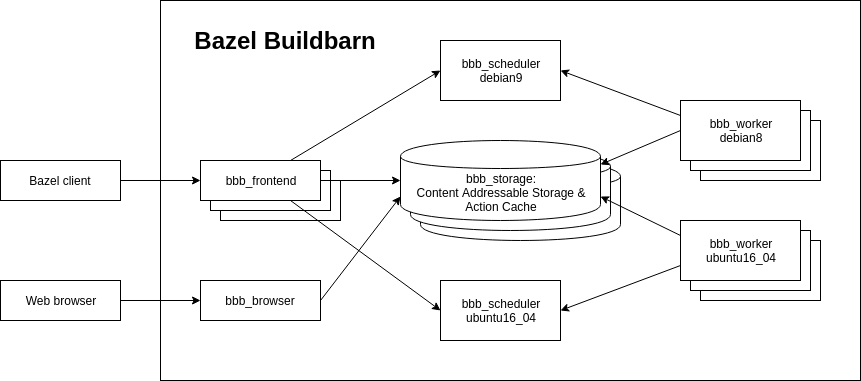 Bazel Buildbarn
bbb_scheduler
debian9
bbb_worker
debian8
Bazel client
bbb_frontend
bbb_storage:
Content Addressable Storage &
Action Cache
bbb_worker
ubuntu16_04
Web browser
bbb_browser
bbb_scheduler
ubuntu16_04